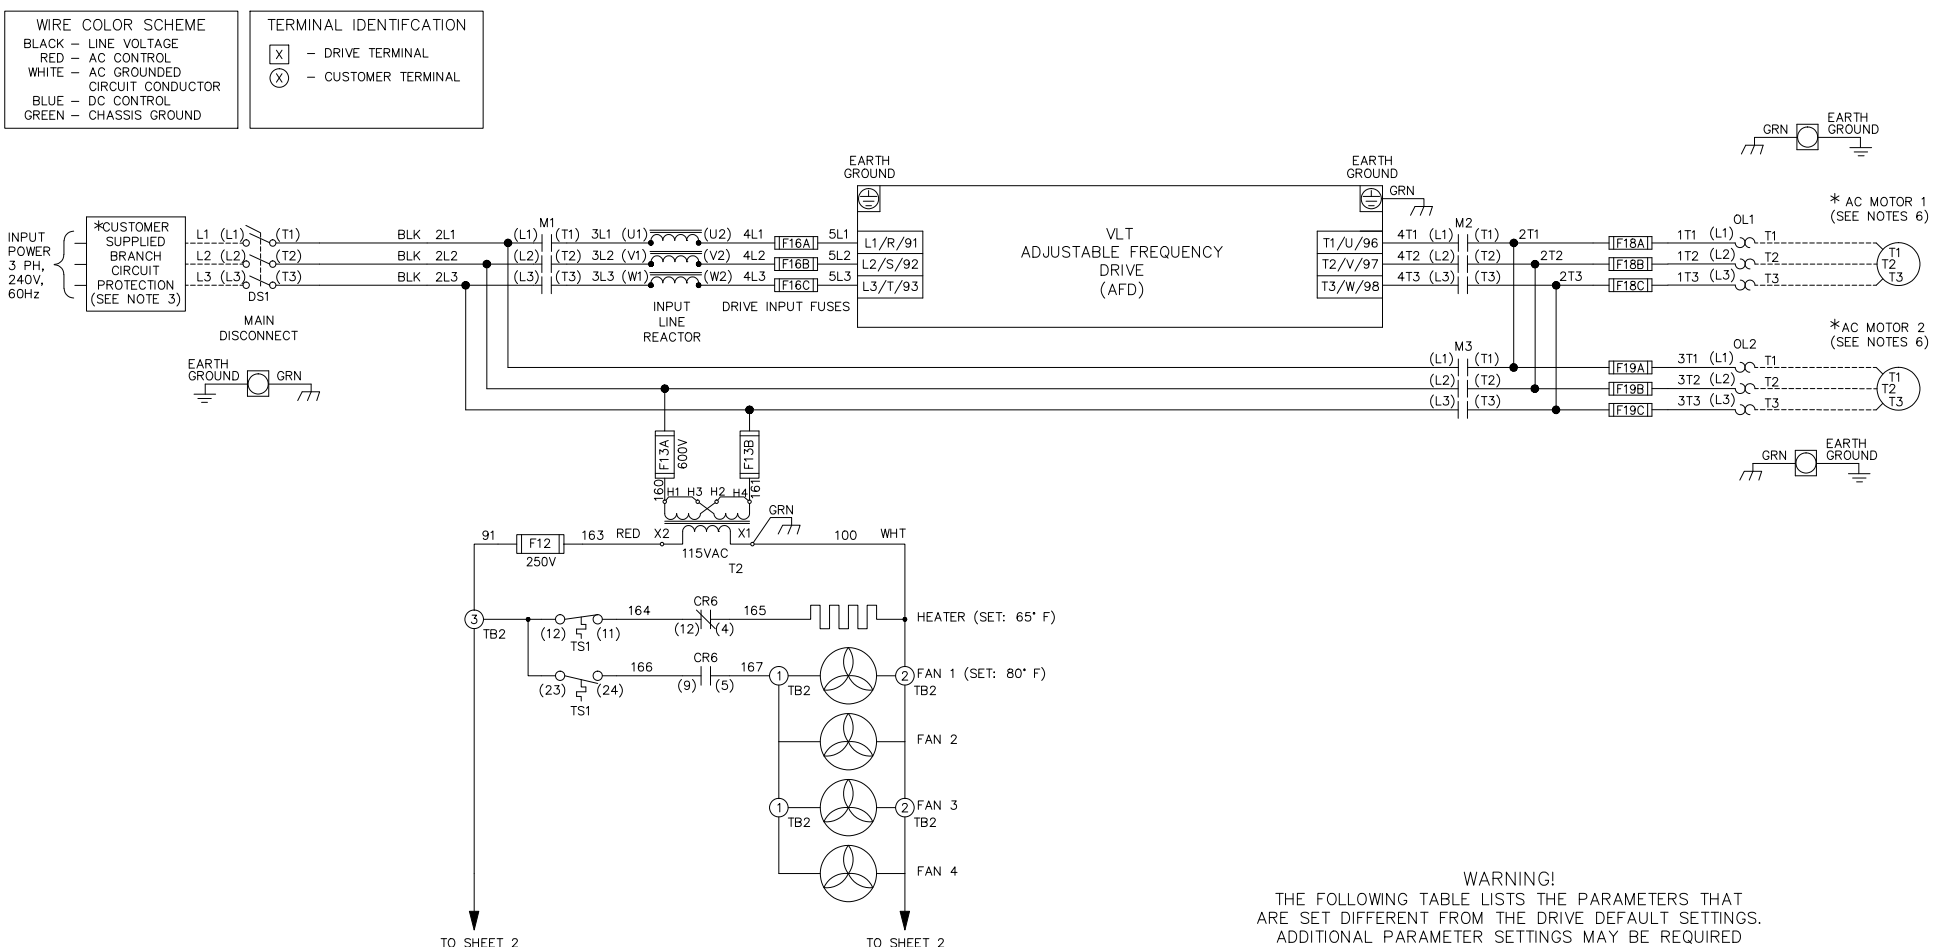 WIRE COLOR SCHEME
BLACK – LINE VOLTAGE
RED – AC CONTROL
WHITE – AC GROUNDED
CIRCUIT CONDUCTOR
BLUE – DC CONTROL
GREEN – CHASSIS GROUND
TERMINAL IDENTIFCATION
X – DRIVE TERMINAL
X – CUSTOMER TERMINAL
INPUT
POWER
3 PH,
240V,
60Hz
*CUSTOMER
SUPPLIED
BRANCH
CIRCUIT
PROTECTION
(SEE NOTE 3)
L1 (L1) (T1) BLK 2L1 (L1) M1 (T1) 3L1 (U1) (U2) 4L1 F16A 5L1 L1/R/91
L2 (L2) (T2) BLK 2L2 (L2) (T2) 3L2 (V1) (V2) 4L2 F16B 5L2 L2/S/92
L3 (L3) (T3) BLK 2L3 (L3) (T3) 3L3 (W1) (W2) 4L3 F16C 5L3 L3/T/93
DS1
MAIN
DISCONNECT
INPUT
LINE
REACTOR
DRIVE INPUT FUSES
EARTH
GROUND
GRN
EARTH
GROUND
VLT
ADJUSTABLE FREQUENCY
DRIVE
(AFD)
EARTH
GROUND
GRN
T1/U/96 4T1 (L1) M2 (T1) 2T1 F18A 1T1 (L1) OL1 T1
T2/V/97 4T2 (L2) (T2) 2T2 F18B 1T2 (L2) T2
T3/W/98 4T3 (L3) (T3) 2T3 F18C 1T3 (L3) T3
GRN
EARTH
GROUND
* AC MOTOR 1
(SEE NOTES 6)
T1
T2
T3
*AC MOTOR 2
(SEE NOTES 6)
(L1) M3 (T1) F19A 3T1 (L1) OL2 T1
(L2) (T2) F19B 3T2 (L2) T2
(L3) (T3) F19C 3T3 (L3) T3
T1
T2
T3
GRN
EARTH
GROUND
F13A
600V
F13B
160
H1 H3 H2 H4
161
GRN
91 F12 163 RED X2 X1 100 WHT
250V
115VAC
T2
3
TB2
(12) (11)
TS1
164
CR6
(12) (4)
165
HEATER (SET: 65° F)
(23) (24)
TS1
166
CR6
(9) (5)
167
1
TB2
2
TB2
FAN 1 (SET: 80° F)
FAN 2
1
TB2
2
TB2
FAN 3
FAN 4
TO SHEET 2
TO SHEET 2
WARNING!
THE FOLLOWING TABLE LISTS THE PARAMETERS THAT
ARE SET DIFFERENT FROM THE DRIVE DEFAULT SETTINGS.
ADDITIONAL PARAMETER SETTINGS MAY BE REQUIRED